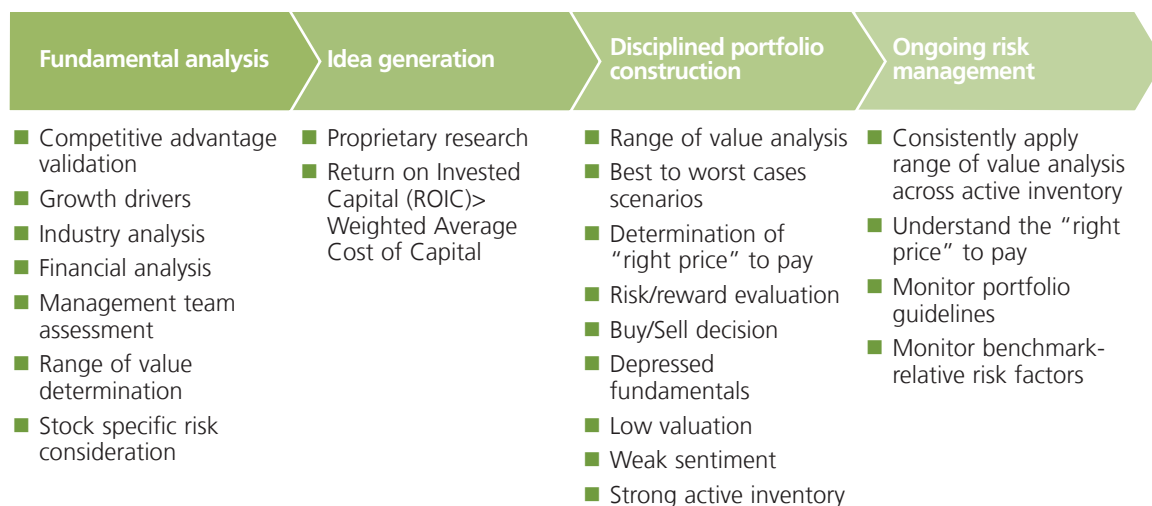 Fundamental analysis
Idea generation
Disciplined portfolio
construction
Ongoing risk
management
■ Competitive advantage
validation
■ Growth drivers
■ Industry analysis
■ Financial analysis
■ Management team
assessment
■ Range of value
determination
■ Stock specific risk
consideration
■ Proprietary research
■ Return on Invested
Capital (ROIC)>
Weighted Average
Cost of Capital
■ Range of value analysis
■ Best to worst cases
scenarios
■ Determination of
“right price” to pay
■ Risk/reward evaluation
■ Buy/Sell decision
■ Depressed
fundamentals
■ Low valuation
■ Weak sentiment
■ Strong active inventory
■ Consistently apply
range of value analysis
across active inventory
■ Understand the “right
price” to pay
■ Monitor portfolio
guidelines
■ Monitor benchmark-
relative risk factors